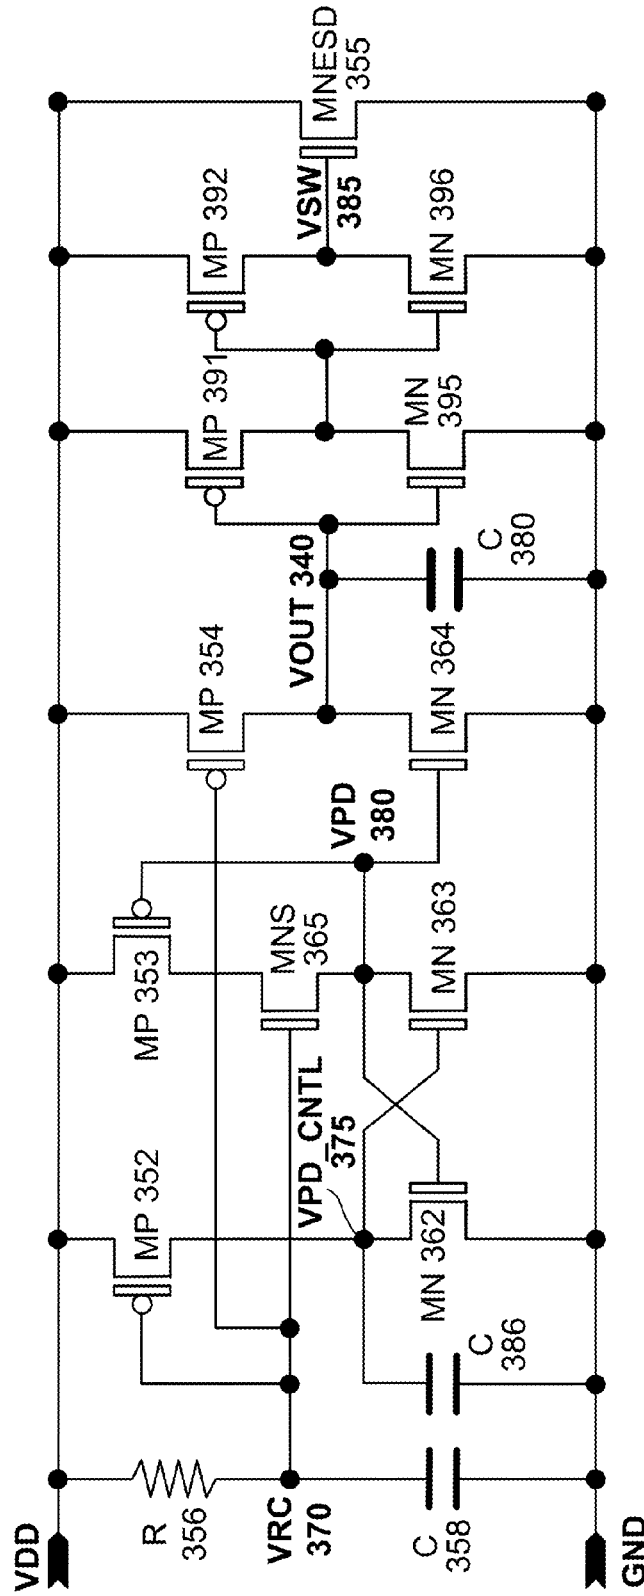 VDD
R
356
VRC
370
C
358
GND
C
386
MP 352
VPD_CNTL
375
MN 362
MP 353
MNS
365
MN 363
VPD
380
MP 354
MN 364
VOUT 340
C
380
MP 391
MN
395
MP 392
MN 396
VSW
385
MNESD
355